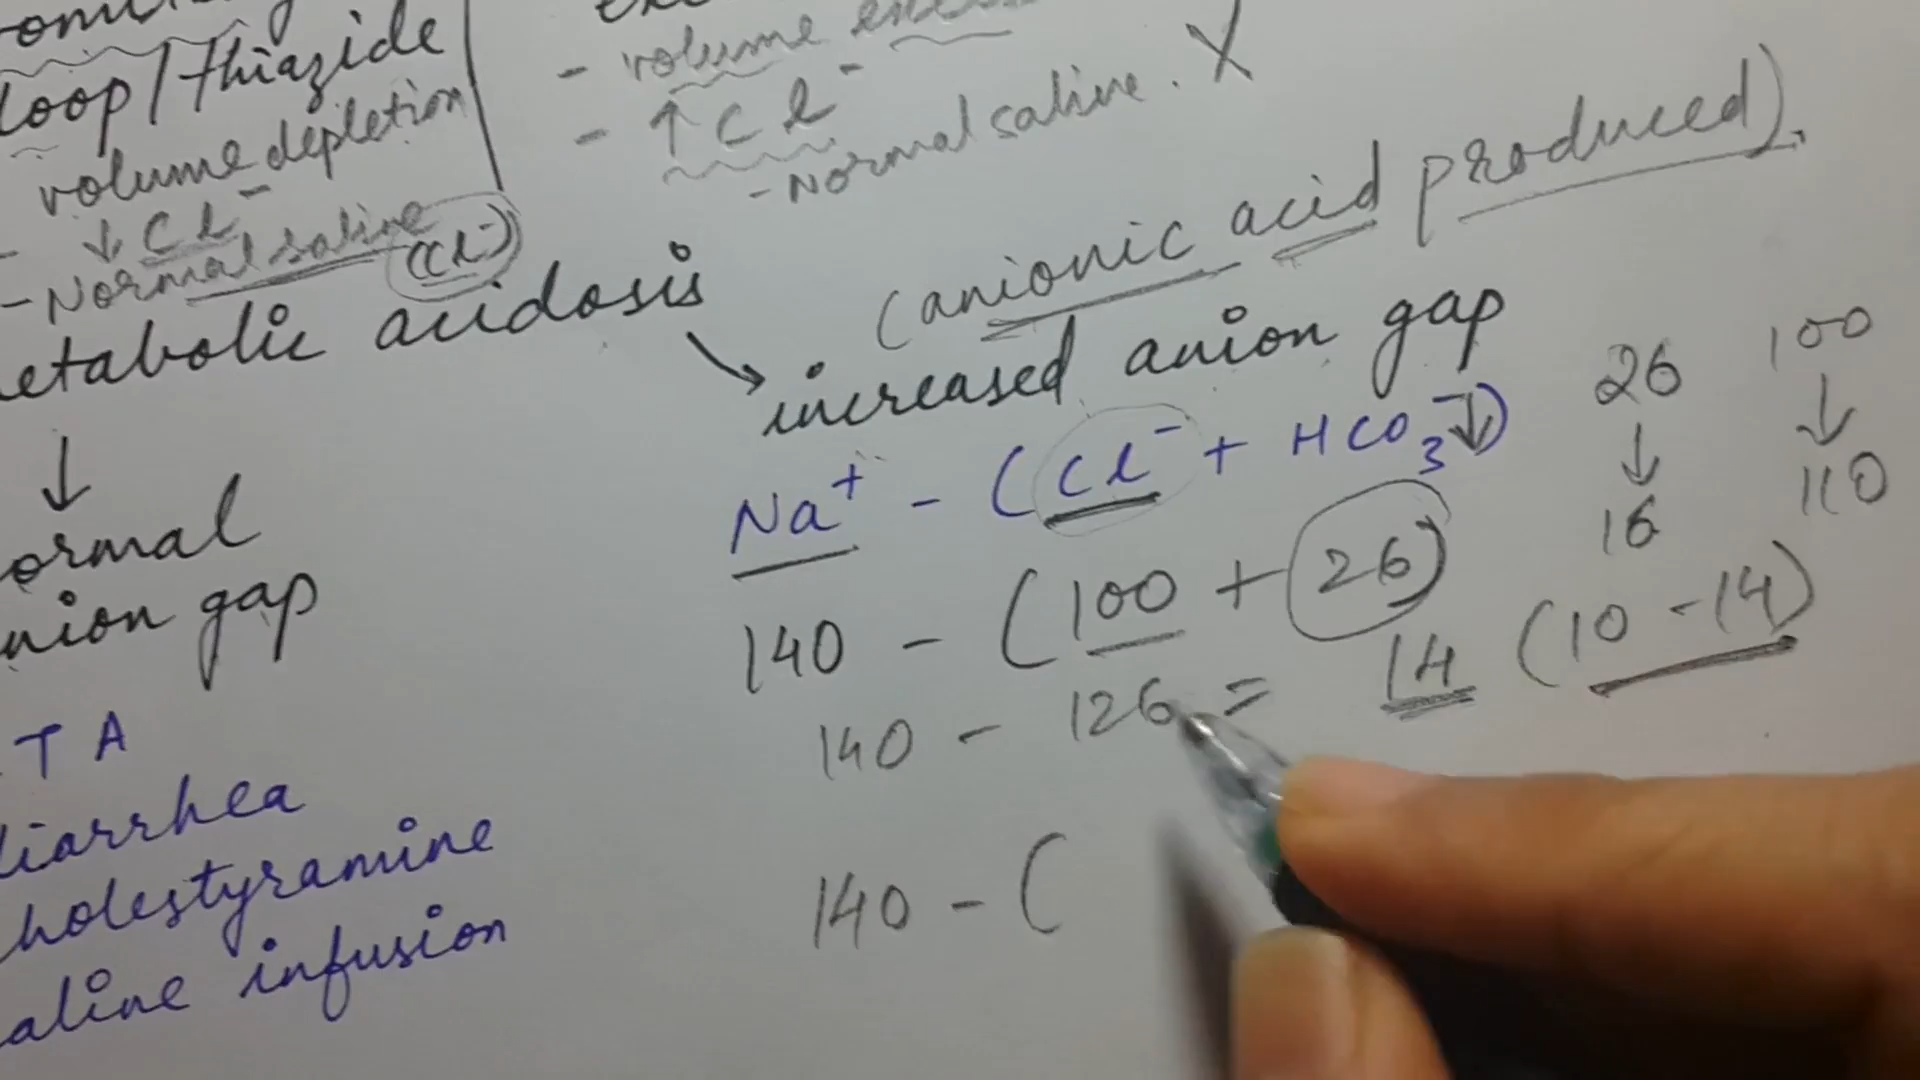 loop/thiazide
volume depletion
↓ Cl⁻
- Normal saline
(Cl⁻)
- volume
- ↑ Cl⁻
- Normal saline. X
(anionic acid produced).
etabolic acidosis
→ increased anion gap
↓
ormal
nion gap
Na⁺ - (Cl⁻ + HCO₃⁻↓)
140 - (100 + 26)
140 - 126 = 14 (10 - 14)
140 - (
26 ↓ 16
100 ↓ 110
TA
diarrhea
holestyramine
aline infusion